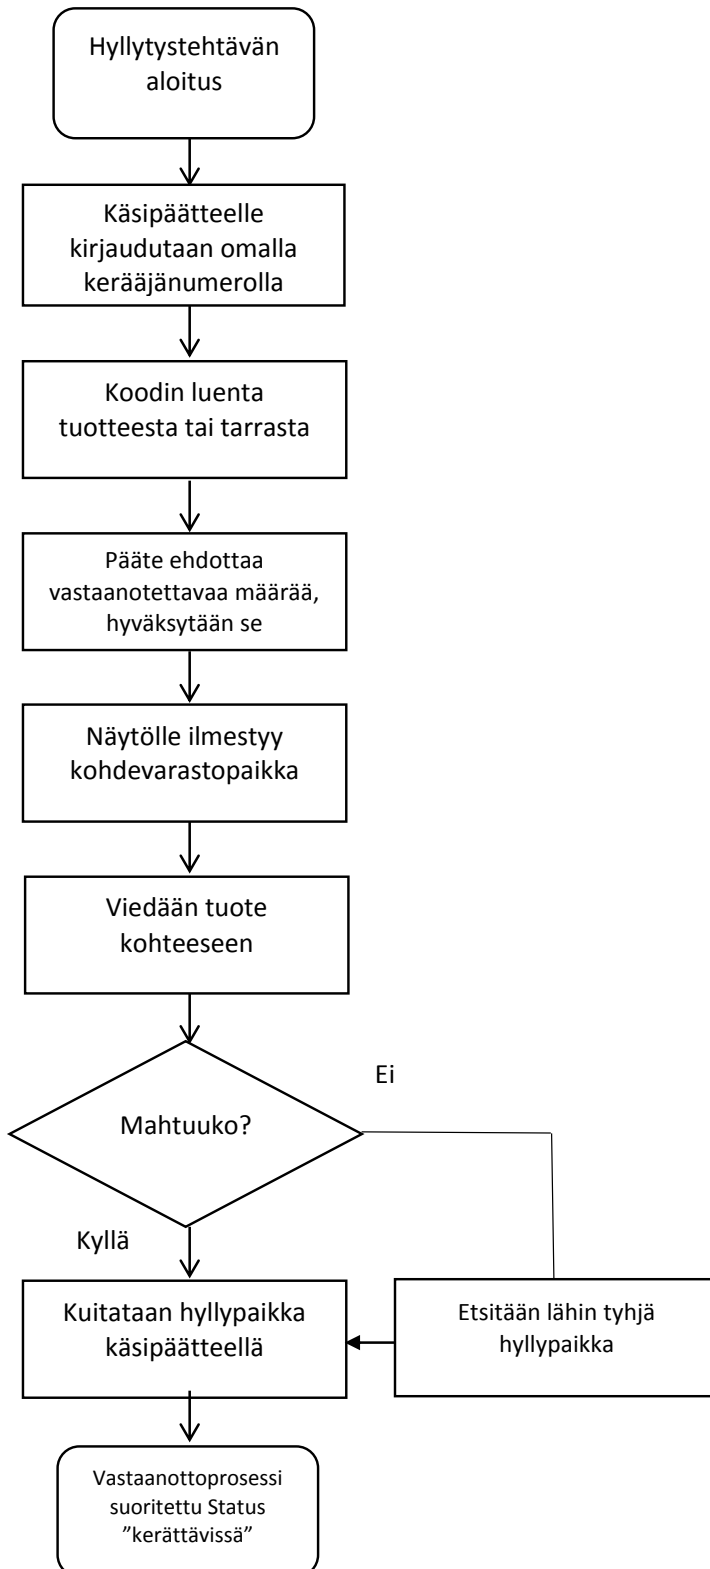 Hyllytystehtävän
aloitus
Käsipäätteelle
kirjaudutaan omalla
kerääjänumerolla
Koodin luenta
tuotteesta tai tarrasta
Pääte ehdottaa
vastaanotettavaa määrää,
hyväksytään se
Näytölle ilmestyy
kohdevarastopaikka
Viedään tuote
kohteeseen
Ei
Mahtuuko?
Kyllä
Kuitataan hyllypaikka
käsipäätteellä
Etsitään lähin tyhjä
hyllypaikka
Vastaanottoprosessi
suoritettu Status
”kerättävissä”